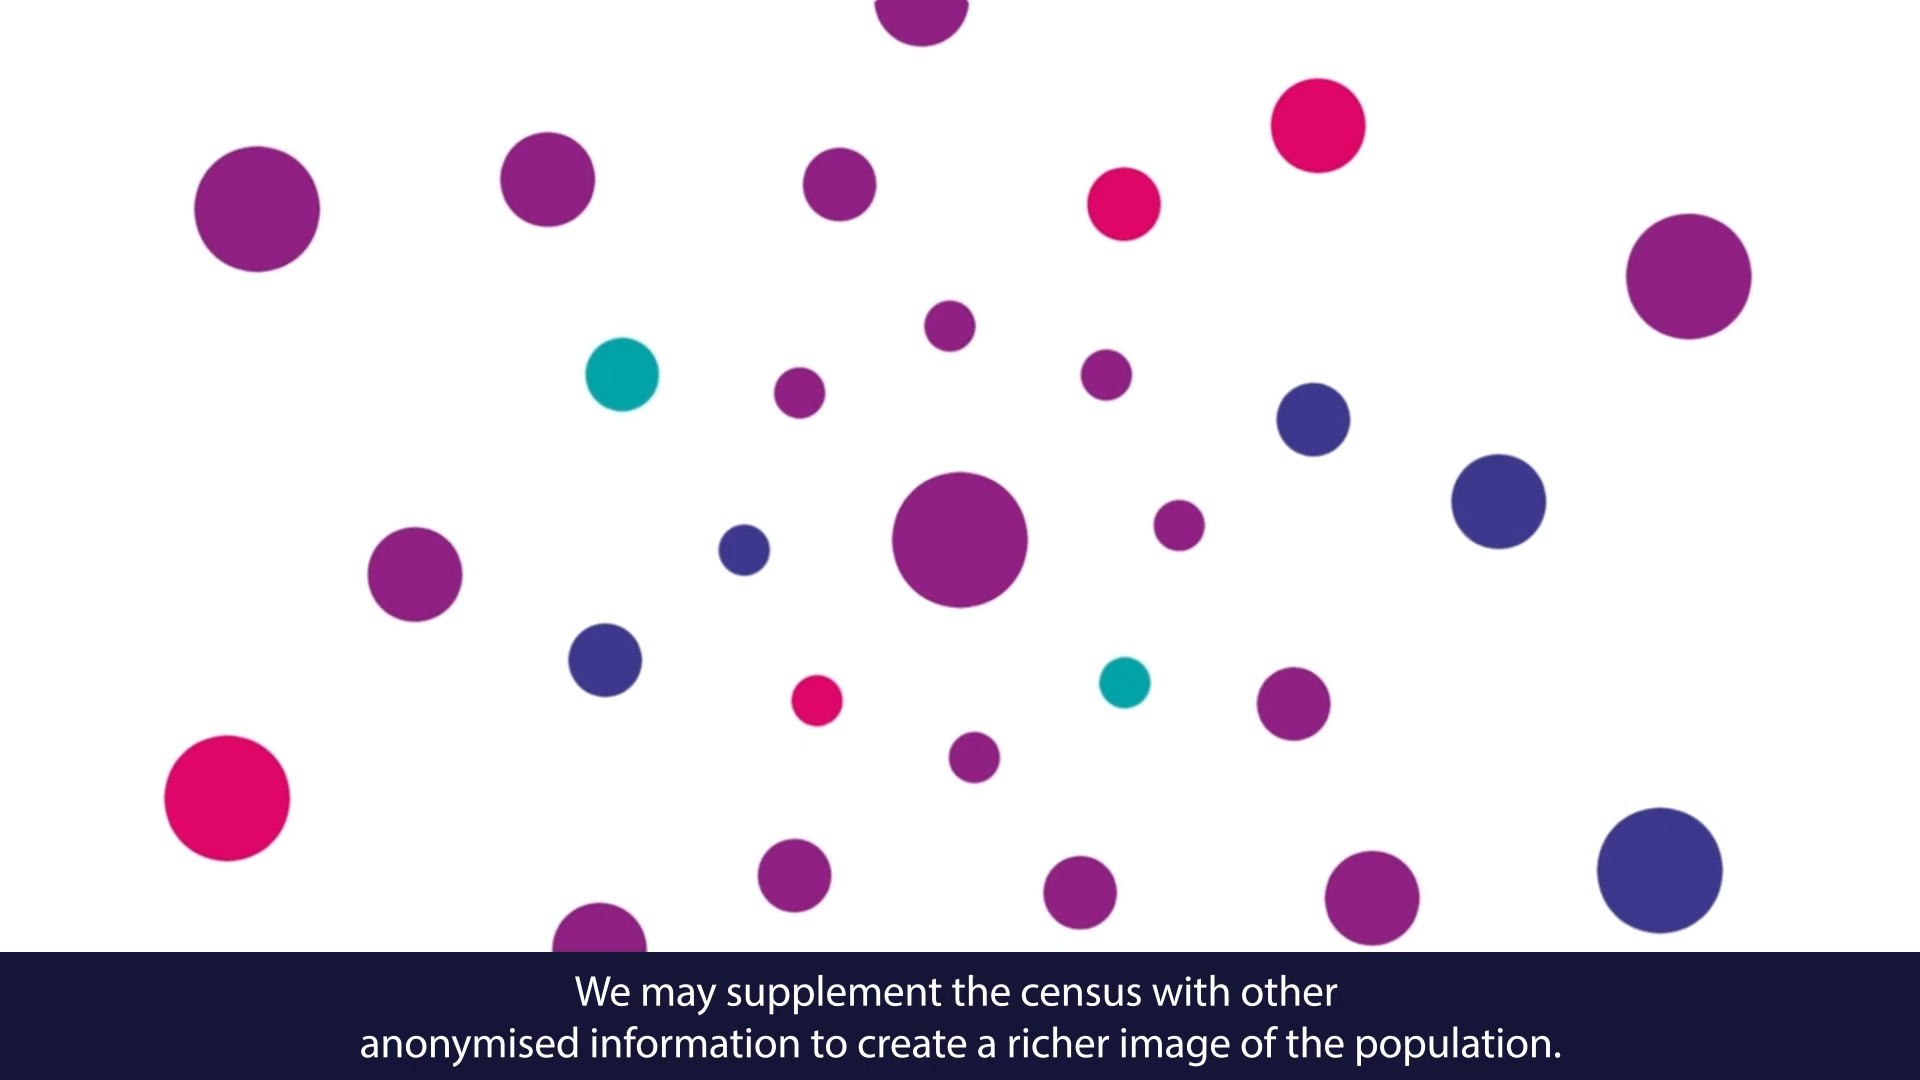 We may supplement the census with other
anonymised information to create a richer image of the population.